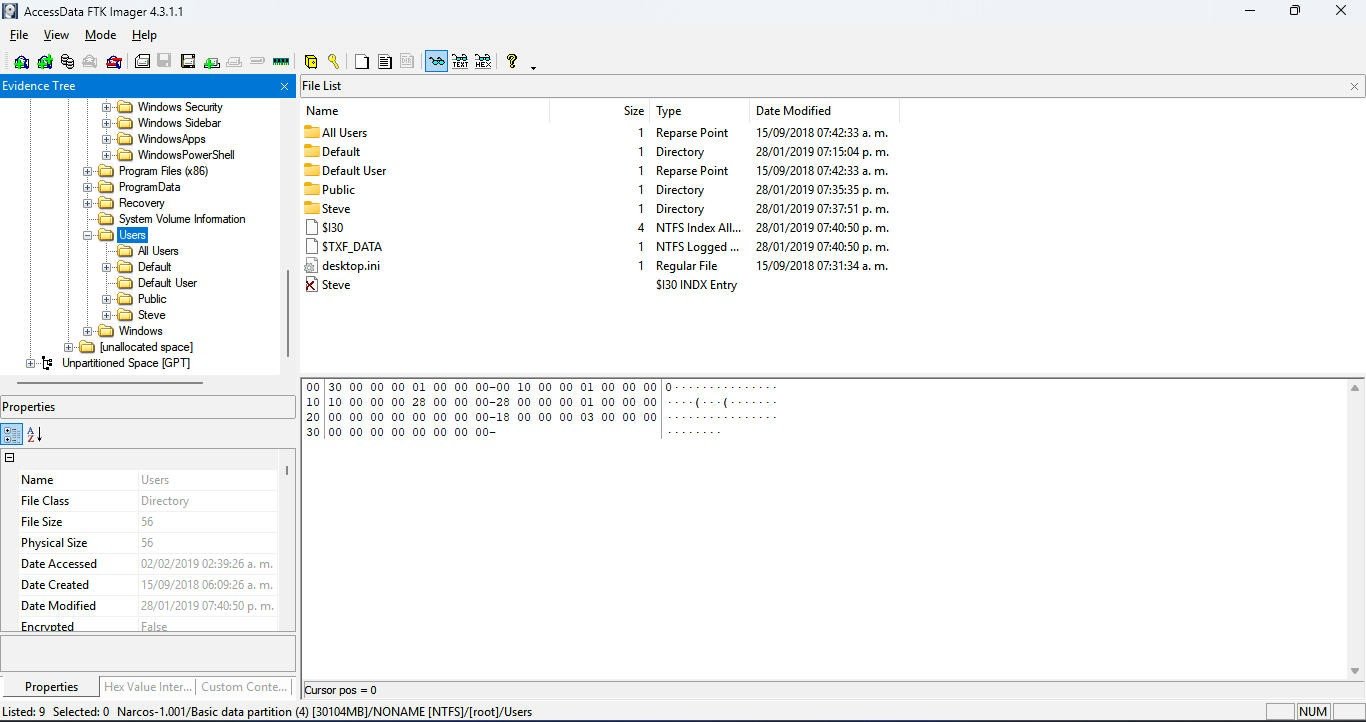 AccessData FTK Imager 4.3.1.1
File View Mode Help
Evidence Tree
Windows Security
Windows Sidebar
WindowsApps
WindowsPowerShell
Program Files (x86)
ProgramData
Recovery
System Volume Information
Users
All Users
Default
Default User
Public
Steve
Windows
[unallocated space]
Unpartitioned Space [GPT]
File List
Name Size Type Date Modified
All Users 1 Reparse Point 15/09/2018 07:42:33 a. m.
Default 1 Directory 28/01/2019 07:15:04 p. m.
Default User 1 Reparse Point 15/09/2018 07:42:33 a. m.
Public 1 Directory 28/01/2019 07:35:35 p. m.
Steve 1 Directory 28/01/2019 07:37:51 p. m.
$I30 4 NTFS Index All... 28/01/2019 07:40:50 p. m.
$TXF_DATA 1 NTFS Logged ... 28/01/2019 07:40:50 p. m.
desktop.ini 1 Regular File 15/09/2018 07:31:34 a. m.
Steve $I30 INDX Entry
00 30 00 00 00 01 00 00 00-00 10 00 00 01 00 00 00 0···············
10 10 00 00 00 28 00 00 00-28 00 00 00 01 00 00 00 ····(···(·······
20 00 00 00 00 00 00 00 00-18 00 00 00 03 00 00 00 ················
30 00 00 00 00 00 00 00 00- ········
Cursor pos = 0
Properties
Name Users
File Class Directory
File Size 56
Physical Size 56
Date Accessed 02/02/2019 02:39:26 a. m.
Date Created 15/09/2018 06:09:26 a. m.
Date Modified 28/01/2019 07:40:50 p. m.
Encrypted False
Properties Hex Value Inter... Custom Conte...
Listed: 9 Selected: 0 Narcos-1.001/Basic data partition (4) [30104MB]/NONAME [NTFS]/[root]/Users NUM